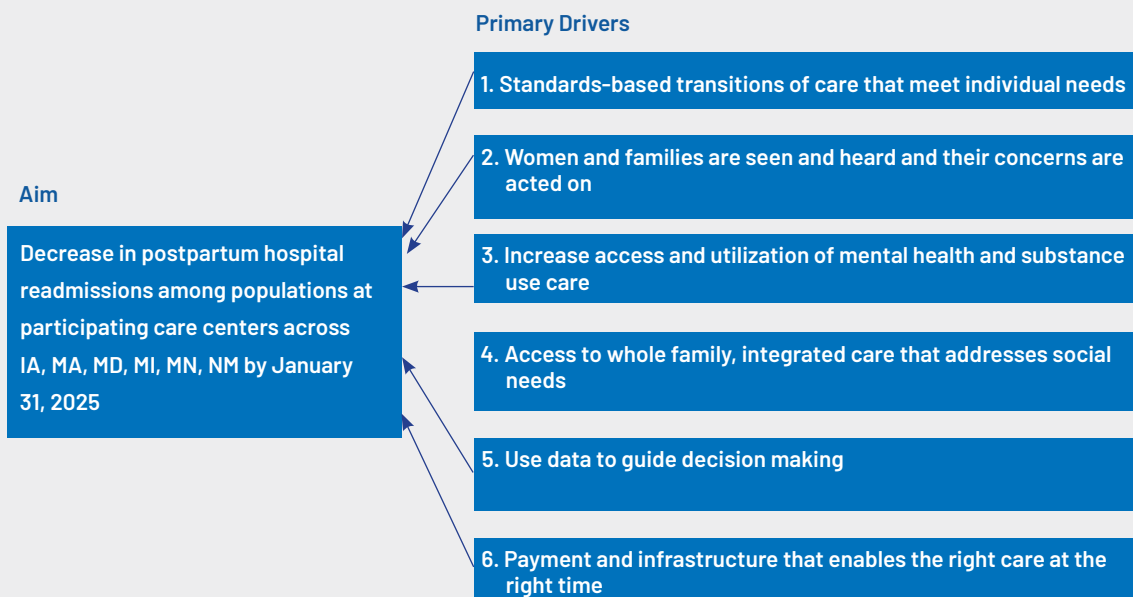 Primary Drivers
1. Standards-based transitions of care that meet individual needs
2. Women and families are seen and heard and their concerns are
acted on
Aim
Decrease in postpartum hospital
readmissions among populations at
participating care centers across
IA, MA, MD, MI, MN, NM by January
31, 2025
3. Increase access and utilization of mental health and substance
use care
4. Access to whole family, integrated care that addresses social
needs
5. Use data to guide decision making
6. Payment and infrastructure that enables the right care at the
right time